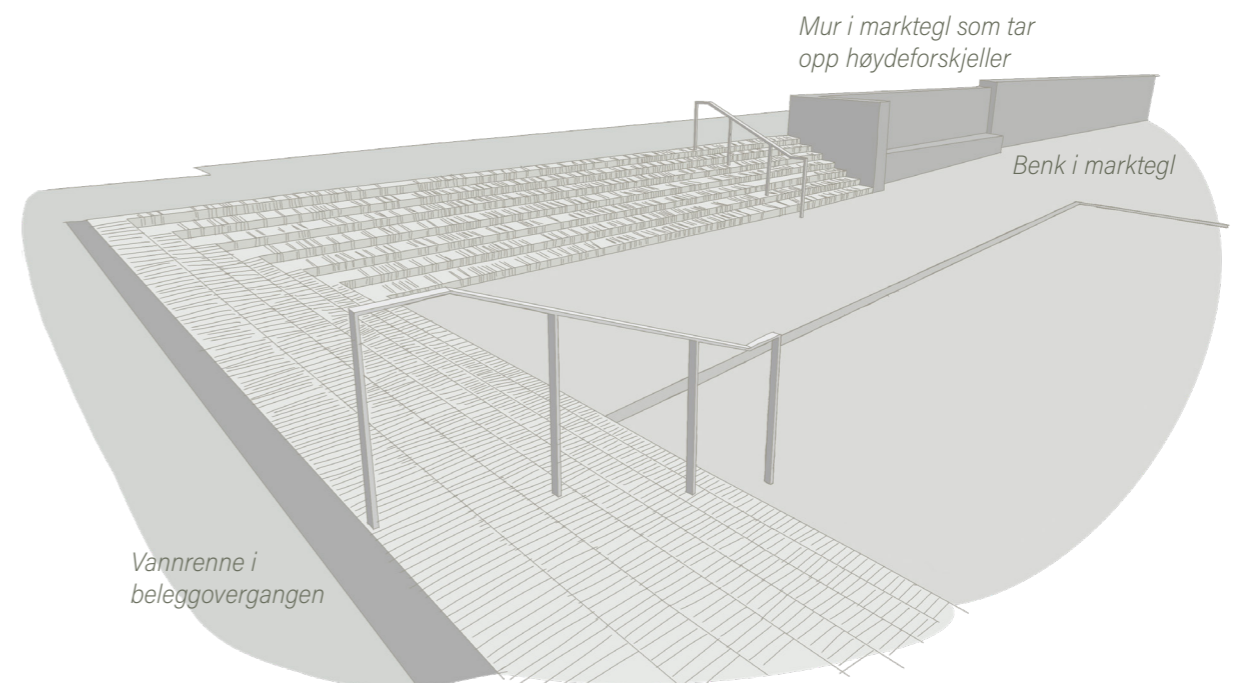 Mur i marktegl som tar
opp høydeforskjeller
Benk i marktegl
Vannrenne i
beleggovergangen